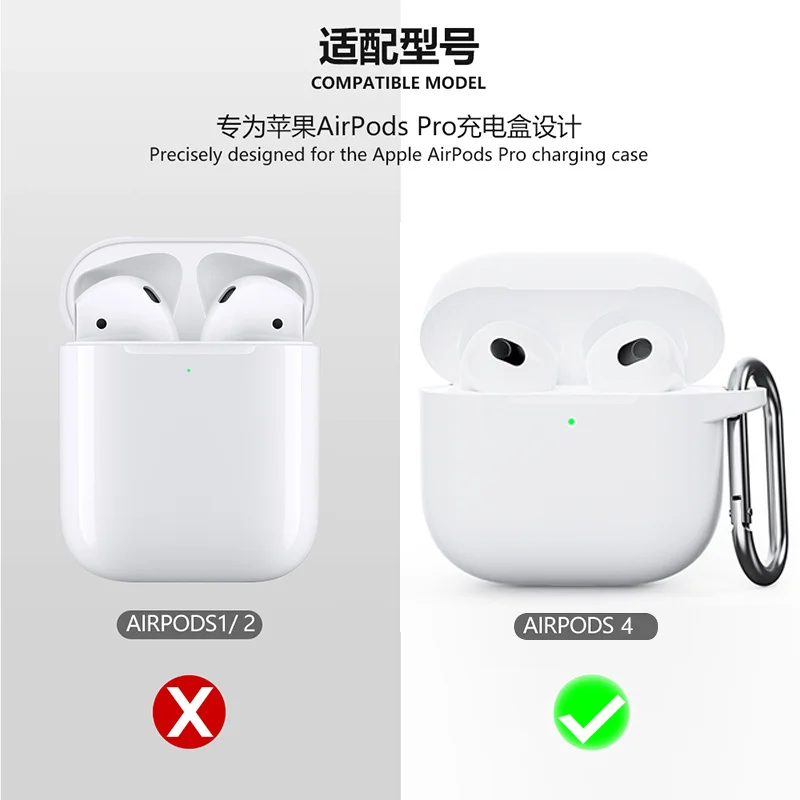 适配型号
COMPATIBLE MODEL
专为苹果AirPods Pro充电盒设计
Precisely designed for the Apple AirPods Pro charging case
AIRPODS1/ 2
AIRPODS 4
X